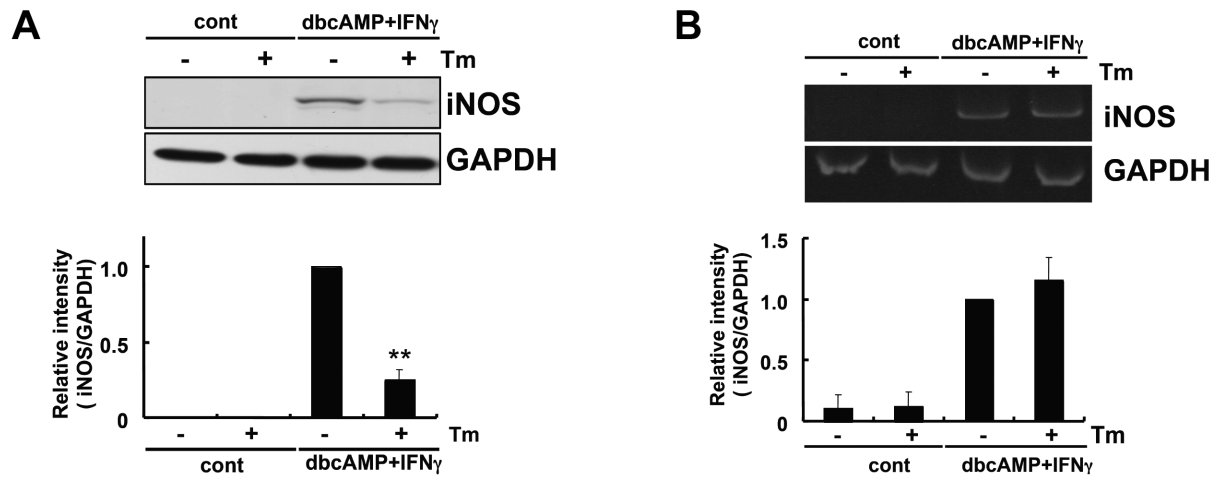 A
cont dbcAMP+IFNγ
- + - + Tm
iNOS
GAPDH
Relative intensity
( iNOS/GAPDH)
1.0
0.5
0
**
- + - + Tm
cont dbcAMP+IFNγ
B
cont dbcAMP+IFNγ
- + - + Tm
iNOS
GAPDH
Relative intensity
( iNOS/GAPDH)
1.5
1.0
0.5
0
- + - + Tm
cont dbcAMP+IFNγ